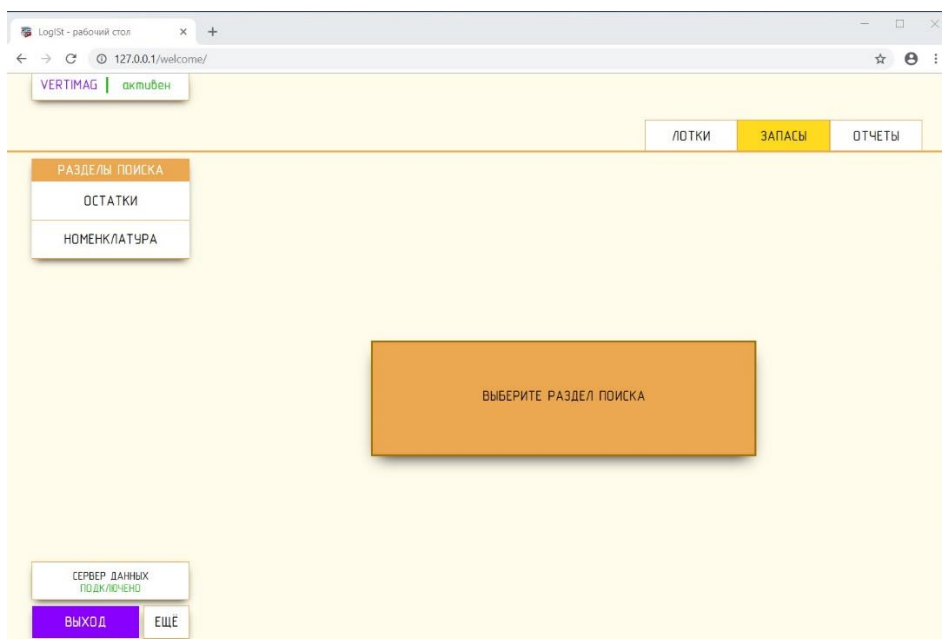 LogISt - рабочий стол
127.0.0.1/welcome/
VERTIMAG | активен
ЛОТКИ ЗАПАСЫ ОТЧЕТЫ
РАЗДЕЛЫ ПОИСКА
ОСТАТКИ
НОМЕНКЛАТУРА
ВЫБЕРИТЕ РАЗДЕЛ ПОИСКА
СЕРВЕР ДАННЫХ
ПОДКЛЮЧЕНО
ВЫХОД ЕЩЁ